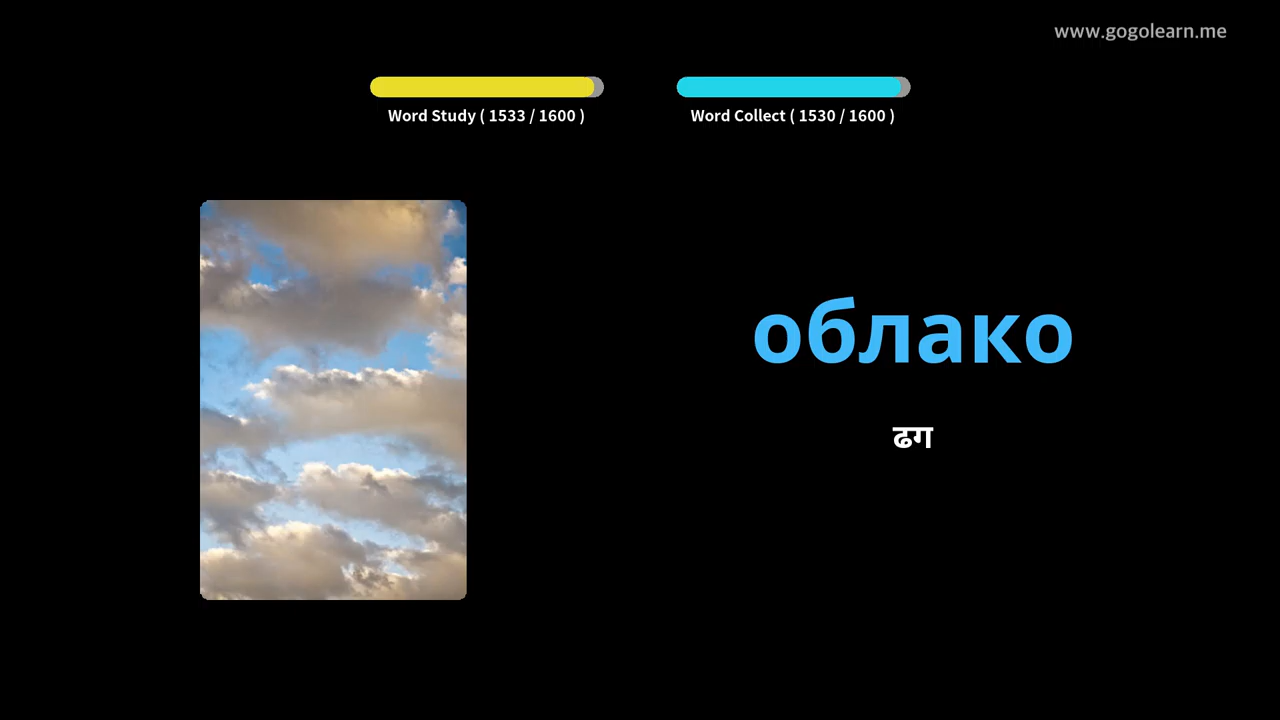 www.gogolearn.me
Word Study ( 1533 / 1600 )
Word Collect ( 1530 / 1600 )
облако
ढग